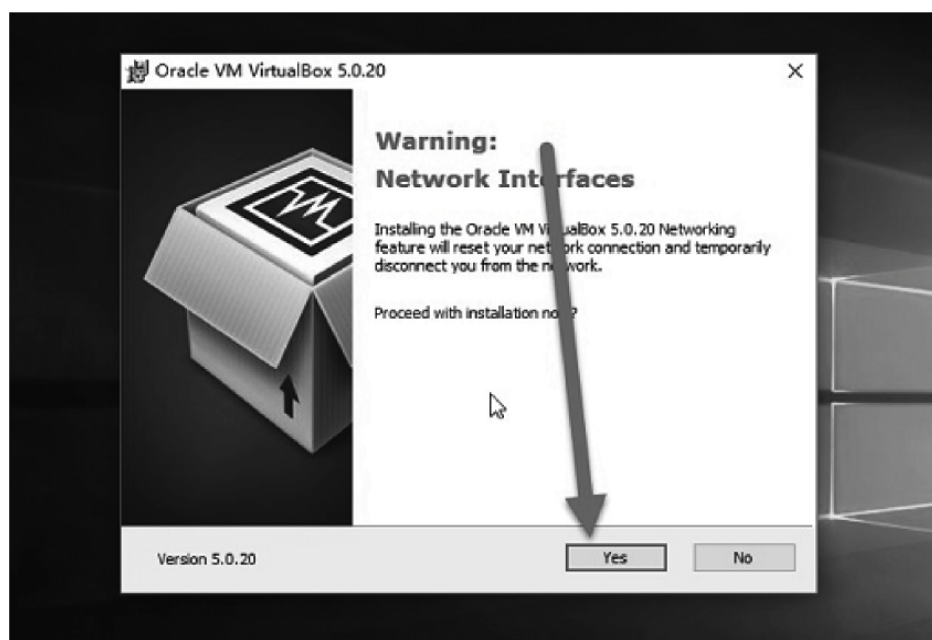 Oracle VM VirtualBox 5.0.20
Warning:
Network Interfaces
Installing the Oracle VM VirtualBox 5.0.20 Networking
feature will reset your network connection and temporarily
disconnect you from the network.
Proceed with installation now?
Version 5.0.20
Yes
No